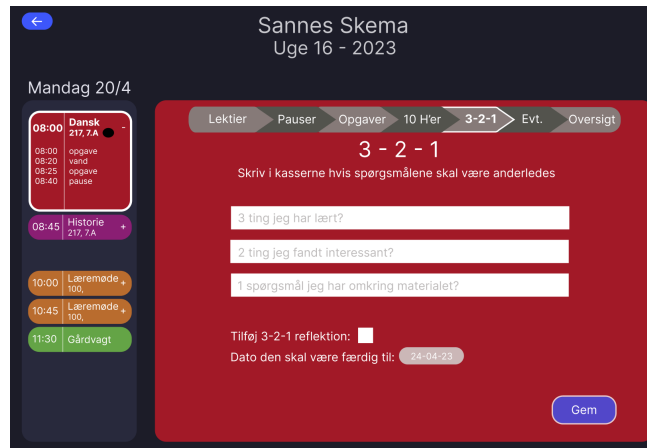 Sannes Skema
Uge 16 - 2023
Mandag 20/4
08:00 Dansk -
217, 7.A
08:00 opgave
08:20 vand
08:25 opgave
08:40 pause
08:45 Historie +
217, 7.A
10:00 Læremøde +
100,
10:45 Læremøde +
100,
11:30 Gårdvagt
Lektier Pauser Opgaver 10 H'er 3-2-1 Evt. Oversigt
3 - 2 - 1
Skriv i kasserne hvis spørgsmålene skal være anderledes
3 ting jeg har lært?
2 ting jeg fandt interessant?
1 spørgsmål jeg har omkring materialet?
Tilføj 3-2-1 reflektion:
Dato den skal være færdig til: 24-04-23
Gem